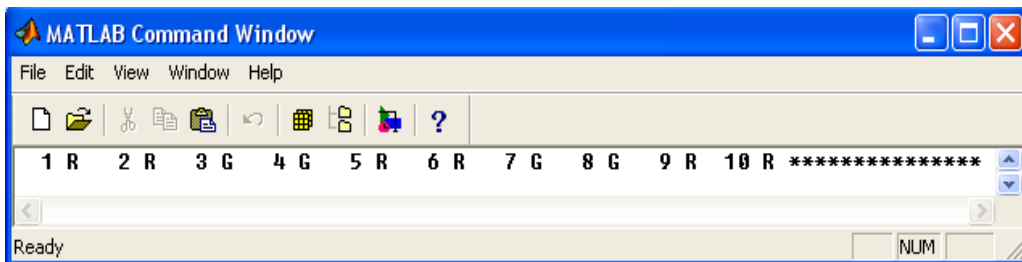 MATLAB Command Window
File Edit View Window Help
1 R 2 R 3 G 4 G 5 R 6 R 7 G 8 G 9 R 10 R ***************
Ready NUM